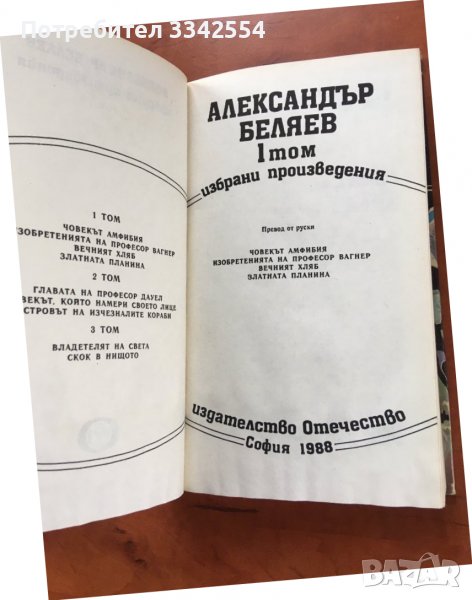 Потребител 3342554
1 ТОМ
ЧОВЕКЪТ АМФИБИЯ
ИЗОБРЕТЕНИЯТА НА ПРОФЕСОР ВАГНЕР
ВЕЧНИЯТ ХЛЯБ
ЗЛАТНАТА ПЛАНИНА
2 ТОМ
ГЛАВАТА НА ПРОФЕСОР ДАУЕЛ
ВЕКЪТ, КОЙТО НАМЕРИ СВОЕТО ЛИЦЕ
СТРОВЪТ НА ИЗЧЕЗНАЛИТЕ КОРАБИ
3 ТОМ
ВЛАДЕТЕЛЯТ НА СВЕТА
СКОК В НИЩОТО
АЛЕКСАНДЪР
БЕЛЯЕВ
1 том
избрани произведения
Превод от руски
ЧОВЕКЪТ АМФИБИЯ
ИЗОБРЕТЕНИЯТА НА ПРОФЕСОР ВАГНЕР
ВЕЧНИЯТ ХЛЯБ
ЗЛАТНАТА ПЛАНИНА
издателство Отечество
София 1988
BAZAR